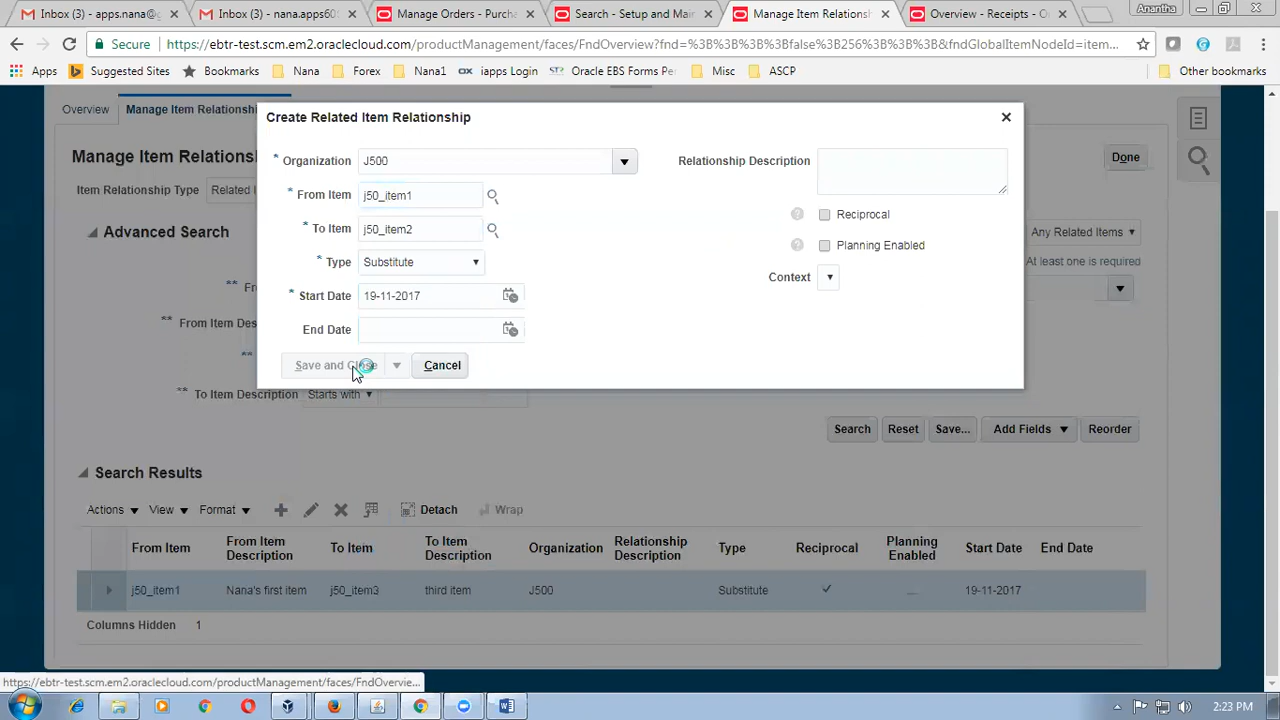 Inbox (3) - appsnana@g
Inbox (3) - nana.apps60
Manage Orders - Purcha
Search - Setup and Main
Manage Item Relationsh
Overview - Receipts - O
Anantha
Secure
https://ebtr-test.scm.em2.oraclecloud.com/productManagement/faces/FndOverview?fnd=%3B%3B%3B%3Bfalse%3B256%3B%3B%3B&fndGlobalItemNodeId=item...
Apps
Suggested Sites
Bookmarks
Nana
Forex
Nana1
iapps Login
Oracle EBS Forms Per
Misc
ASCP
Other bookmarks
Overview
Manage Item Relationsh
Manage Item Relations
Done
Item Relationship Type
Related I
Advanced Search
Any Related Items
At least one is required
** Fro
** From Item Des
**
** To Item Description
Starts with
Create Related Item Relationship
* Organization
J500
* From Item
j50_item1
* To Item
j50_item2
* Type
Substitute
* Start Date
19-11-2017
End Date
Relationship Description
Reciprocal
Planning Enabled
Context
Save and Close
Cancel
Search
Reset
Save...
Add Fields
Reorder
Search Results
Actions
View
Format
Detach
Wrap
From Item
From Item Description
To Item
To Item Description
Organization
Relationship Description
Type
Reciprocal
Planning Enabled
Start Date
End Date
j50_item1
Nana's first item
j50_item3
third item
J500
Substitute
19-11-2017
Columns Hidden 1
https://ebtr-test.scm.em2.oraclecloud.com/productManagement/faces/FndOvervie...
2:23 PM